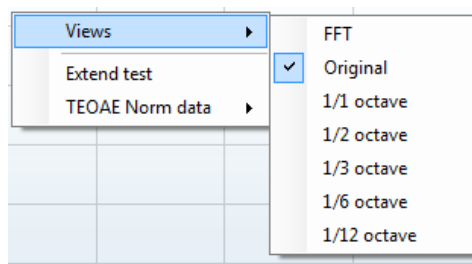 Views
Extend test
TEOAE Norm data
FFT
Original
1/1 octave
1/2 octave
1/3 octave
1/6 octave
1/12 octave